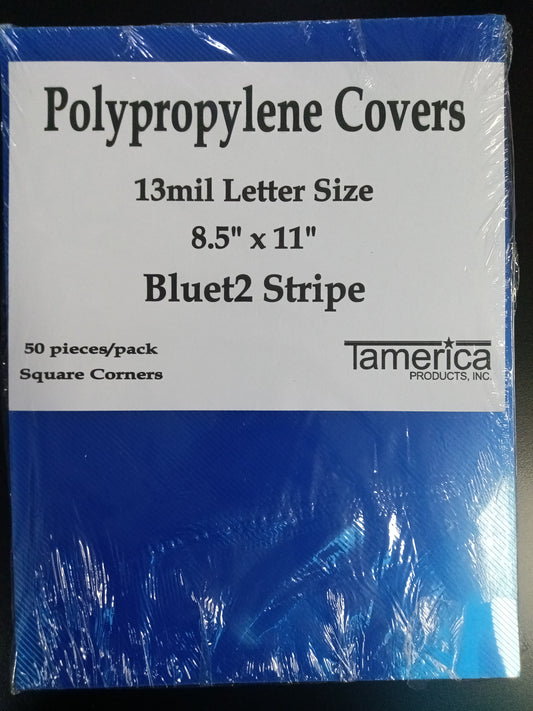 Polypropylene Covers
13mil Letter Size
8.5" x 11"
Bluet2 Stripe
50 pieces/pack
Square Corners
Tamerica
PRODUCTS, INC.